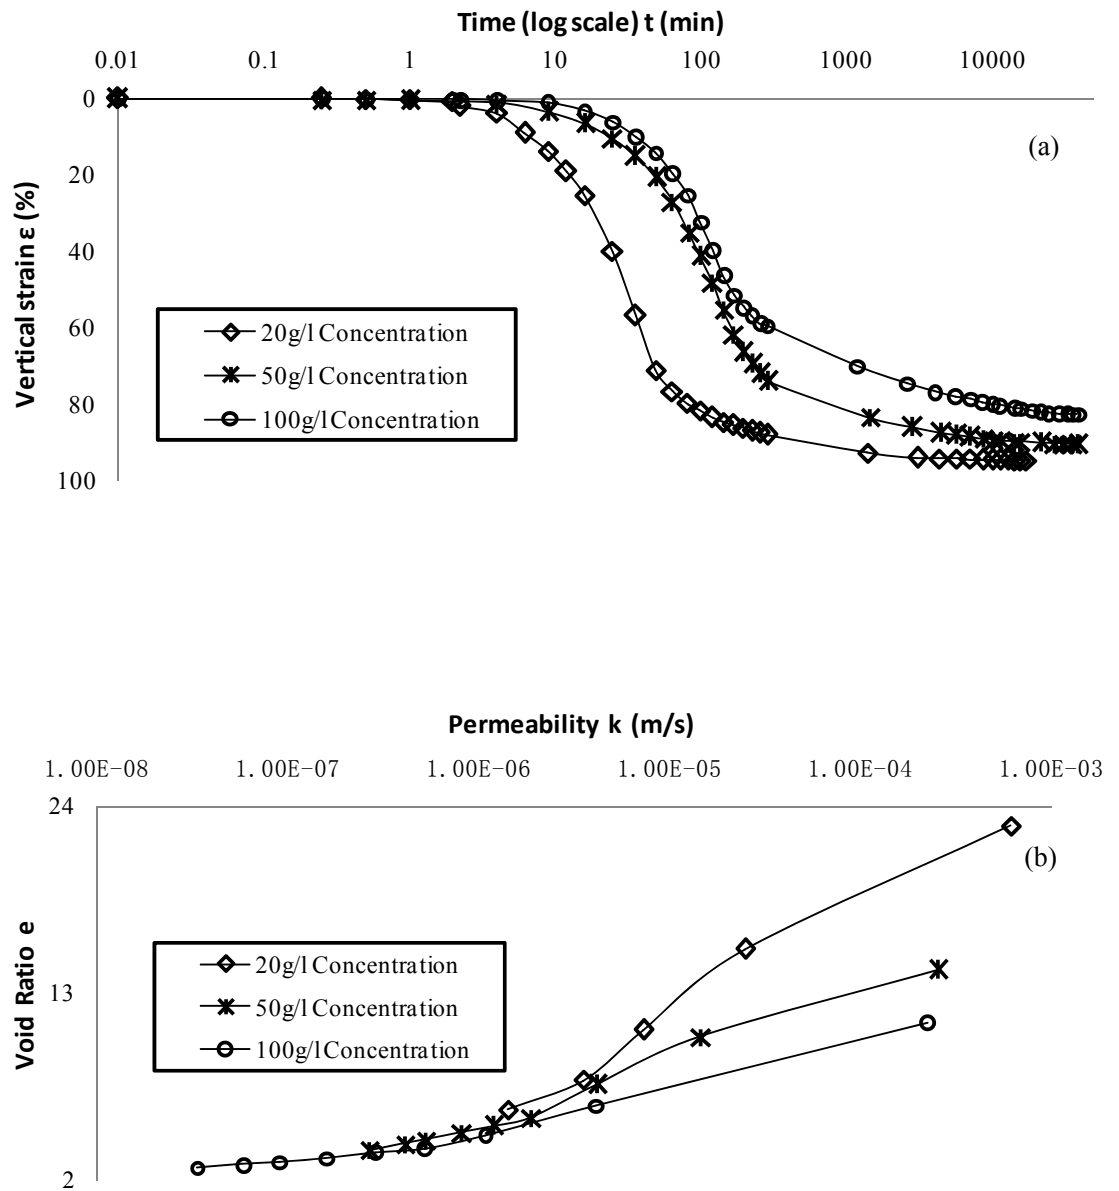 Time (log scale) t (min)
0.01 0.1 1 10 100 1000 10000
0
20
40
60
80
100
Vertical strain ε (%)
(a)
20g/l Concentration
50g/l Concentration
100g/l Concentration
Permeability k (m/s)
1.00E-08 1.00E-07 1.00E-06 1.00E-05 1.00E-04 1.00E-03
24
13
2
Void Ratio e
(b)
20g/l Concentration
50g/l Concentration
100g/l Concentration